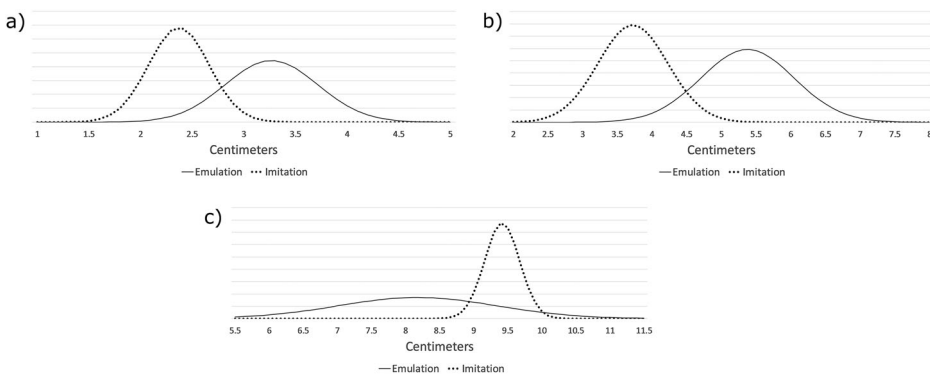 a)
1 1.5 2 2.5 3 3.5 4 4.5 5
Centimeters
Emulation Imitation
b)
2 2.5 3 3.5 4 4.5 5 5.5 6 6.5 7 7.5 8
Centimeters
Emulation Imitation
c)
5.5 6 6.5 7 7.5 8 8.5 9 9.5 10 10.5 11 11.5
Centimeters
Emulation Imitation